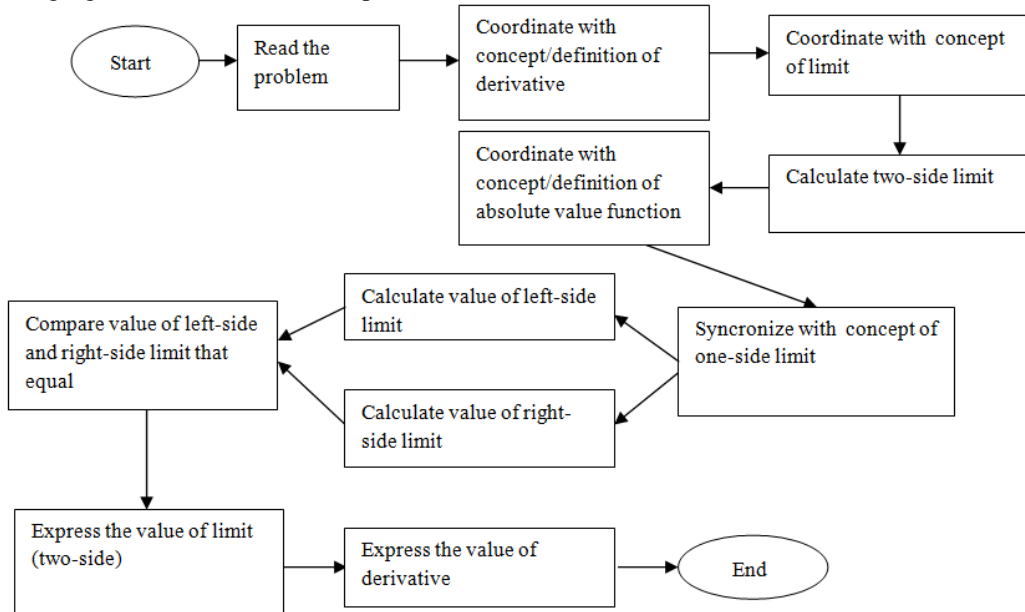 Start
Read the
problem
Coordinate with
concept/definition of
derivative
Coordinate with  concept
of limit
Calculate two-side limit
Coordinate with
concept/definition of
absolute value function
Syncronize with  concept of
one-side limit
Calculate value of left-side
limit
Calculate value of right-
side limit
Compare value of left-side
and right-side limit that
equal
Express the value of limit
(two-side)
Express the value of
derivative
End